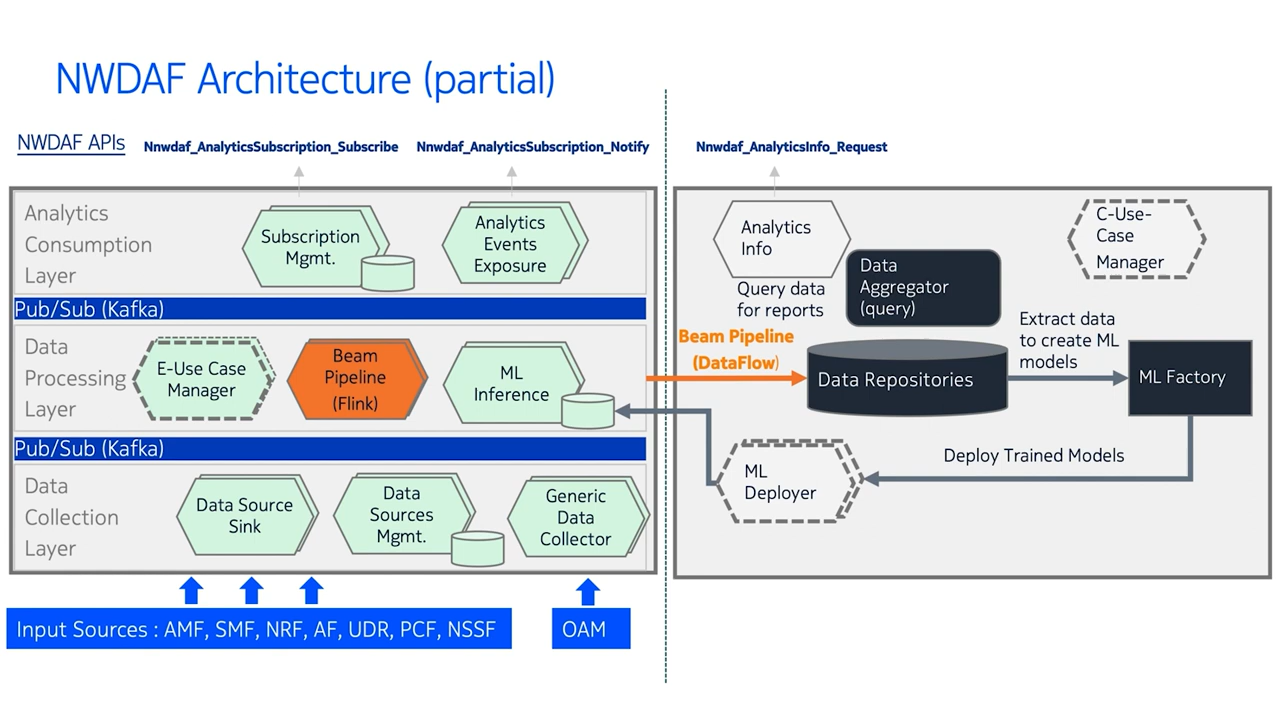 NWDAF Architecture (partial)
NWDAF APIs
Nnwdaf_AnalyticsSubscription_Subscribe
Nnwdaf_AnalyticsSubscription_Notify
Nnwdaf_AnalyticsInfo_Request
Analytics
Consumption
Layer
Subscription
Mgmt.
Analytics
Events
Exposure
Pub/Sub (Kafka)
Data
Processing
Layer
E-Use Case
Manager
Beam
Pipeline
(Flink)
ML
Inference
Pub/Sub (Kafka)
Data
Collection
Layer
Data Source
Sink
Data
Sources
Mgmt.
Generic
Data
Collector
Input Sources : AMF, SMF, NRF, AF, UDR, PCF, NSSF
OAM
Analytics
Info
Query data
for reports
Data
Aggregator
(query)
C-Use-
Case
Manager
Beam Pipeline
(DataFlow)
Data Repositories
Extract data
to create ML
models
ML Factory
Deploy Trained Models
ML
Deployer